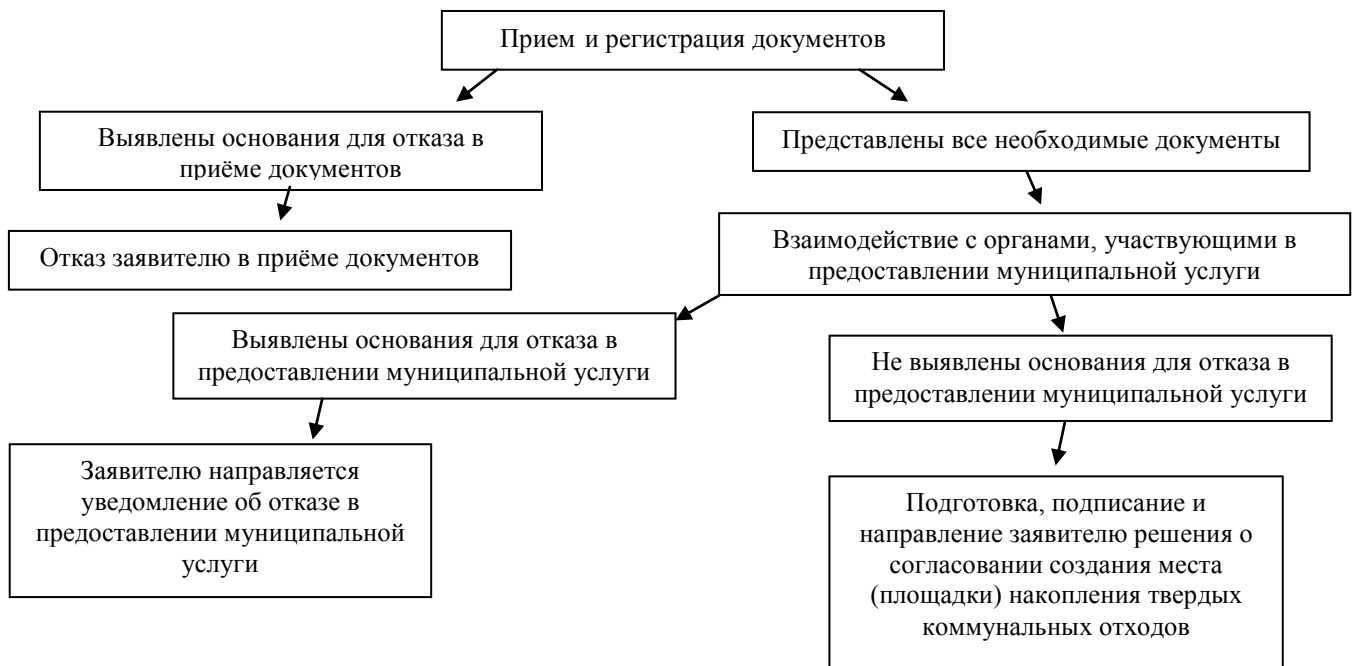 Прием и регистрация документов
Выявлены основания для отказа в
приёме документов
Представлены все необходимые документы
Отказ заявителю в приёме документов
Взаимодействие с органами, участвующими в
предоставлении муниципальной услуги
Выявлены основания для отказа в
предоставлении муниципальной услуги
Не выявлены основания для отказа в
предоставлении муниципальной услуги
Заявителю направляется
уведомление об отказе в
предоставлении муниципальной
услуги
Подготовка, подписание и
направление заявителю решения о
согласовании создания места
(площадки) накопления твердых
коммунальных отходов